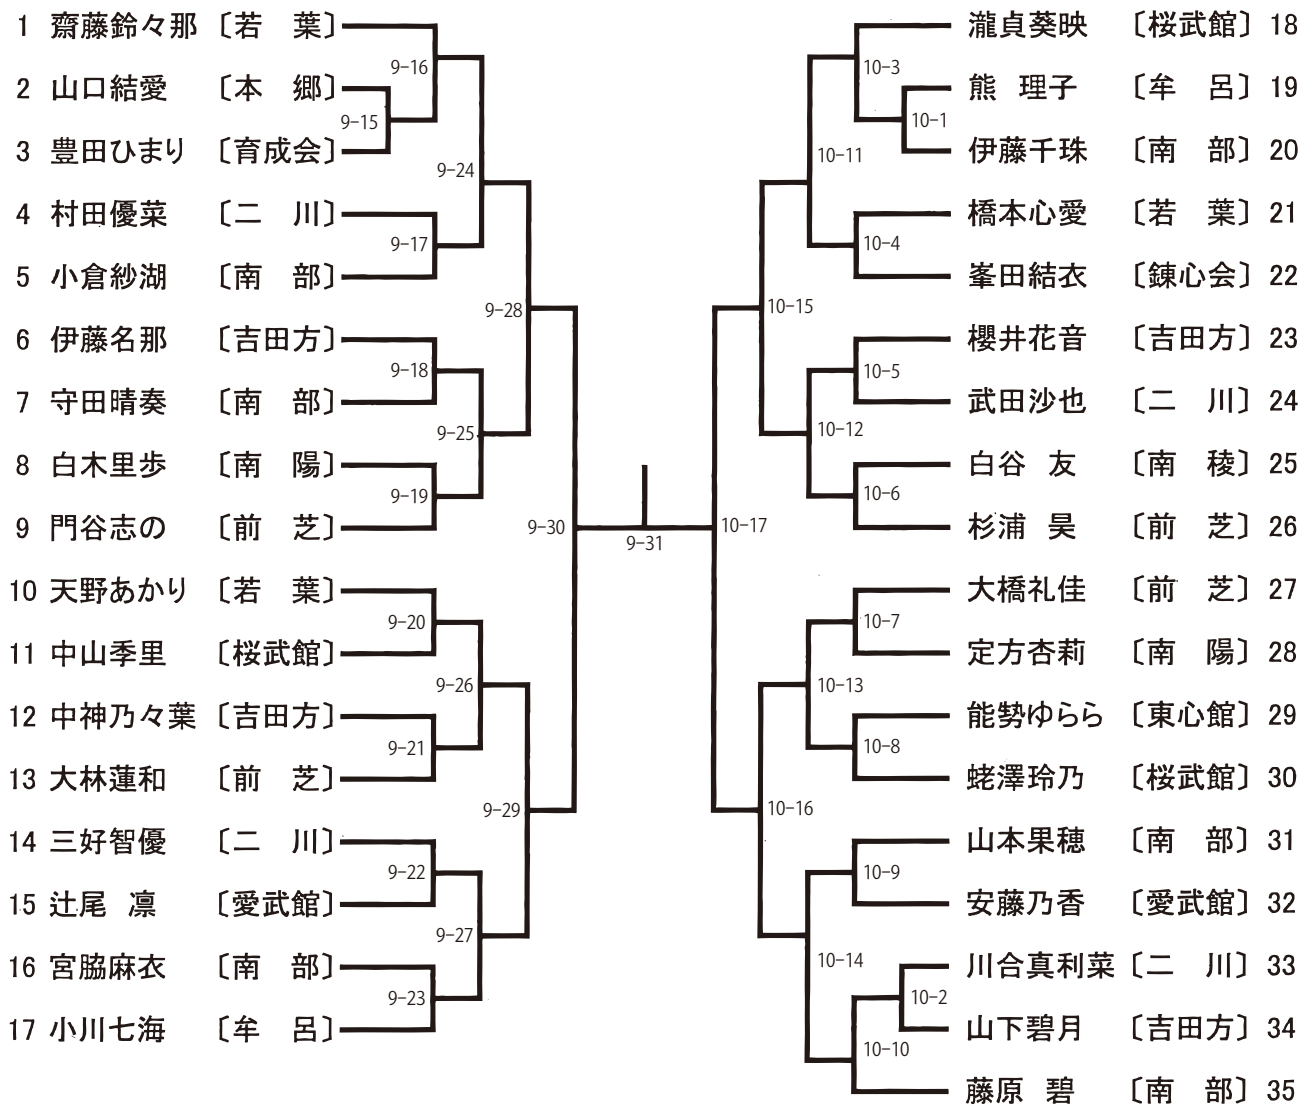 1 齋藤鈴々那 〔若 葉〕
2 山口結愛 〔本 郷〕
3 豊田ひまり 〔育成会〕
4 村田優菜 〔二 川〕
5 小倉紗湖 〔南 部〕
6 伊藤名那 〔吉田方〕
7 守田晴奏 〔南 部〕
8 白木里歩 〔南 陽〕
9 門谷志の 〔前 芝〕
10 天野あかり 〔若 葉〕
11 中山季里 〔桜武館〕
12 中神乃々葉 〔吉田方〕
13 大林蓮和 〔前 芝〕
14 三好智優 〔二 川〕
15 辻尾 凛 〔愛武館〕
16 宮脇麻衣 〔南 部〕
17 小川七海 〔牟 呂〕
9-16
9-15
9-24
9-17
9-28
9-18
9-25
9-19
9-30
9-20
9-26
9-21
9-29
9-22
9-27
9-23
9-31
10-3
10-1
10-11
10-4
10-15
10-5
10-12
10-6
10-17
10-7
10-13
10-8
10-16
10-9
10-14
10-2
10-10
瀧貞葵映 〔桜武館〕 18
熊 理子 〔牟 呂〕 19
伊藤千珠 〔南 部〕 20
橋本心愛 〔若 葉〕 21
峯田結衣 〔錬心会〕 22
櫻井花音 〔吉田方〕 23
武田沙也 〔二 川〕 24
白谷 友 〔南 稜〕 25
杉浦 昊 〔前 芝〕 26
大橋礼佳 〔前 芝〕 27
定方杏莉 〔南 陽〕 28
能勢ゆらら 〔東心館〕 29
蛯澤玲乃 〔桜武館〕 30
山本果穂 〔南 部〕 31
安藤乃香 〔愛武館〕 32
川合真利菜 〔二 川〕 33
山下碧月 〔吉田方〕 34
藤原 碧 〔南 部〕 35